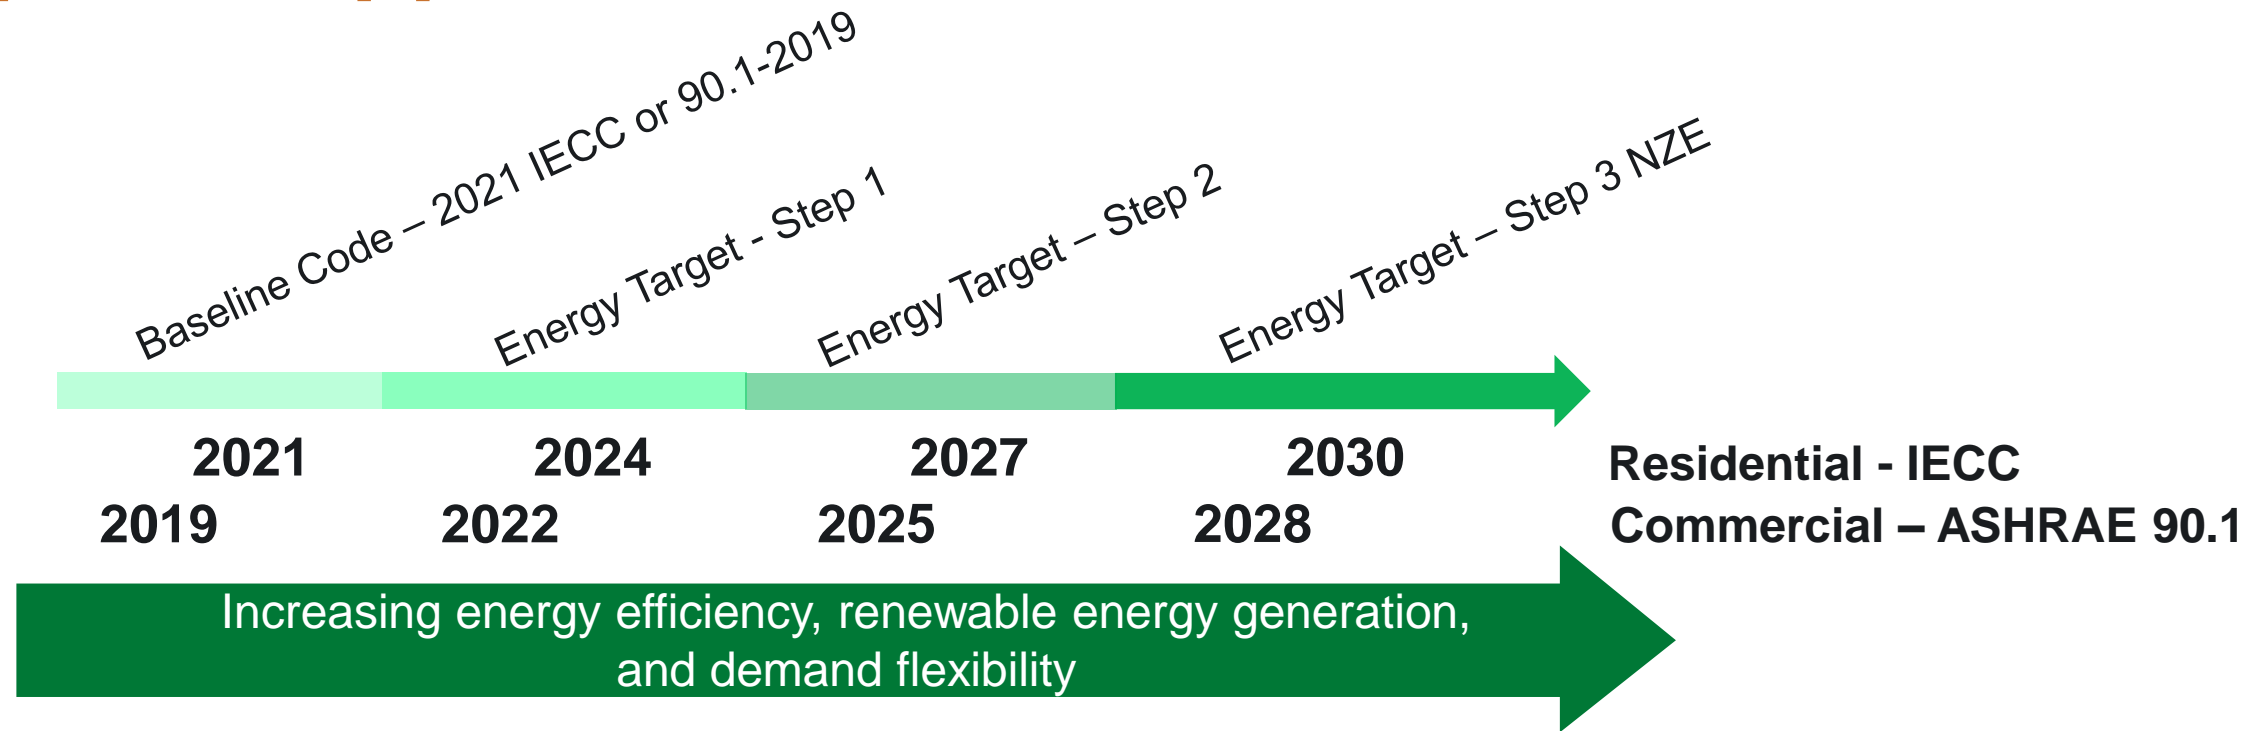 Baseline Code – 2021 IECC or 90.1-2019
Energy Target - Step 1
Energy Target – Step 2
Energy Target – Step 3 NZE
2021 2024 2027 2030 Residential - IECC
2019 2022 2025 2028 Commercial – ASHRAE 90.1
Increasing energy efficiency, renewable energy generation,
and demand flexibility